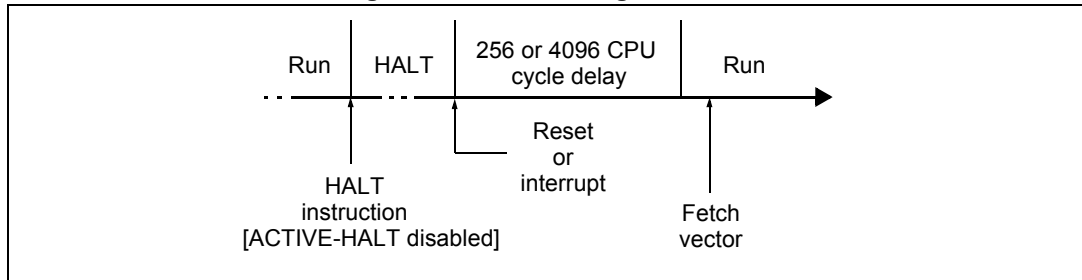 Run
HALT
256 or 4096 CPU
cycle delay
Run
Reset
or
interrupt
HALT
instruction
[ACTIVE-HALT disabled]
Fetch
vector